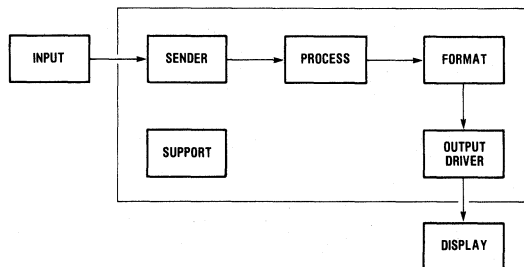 INPUT
SENDER
PROCESS
FORMAT
SUPPORT
OUTPUT
DRIVER
DISPLAY